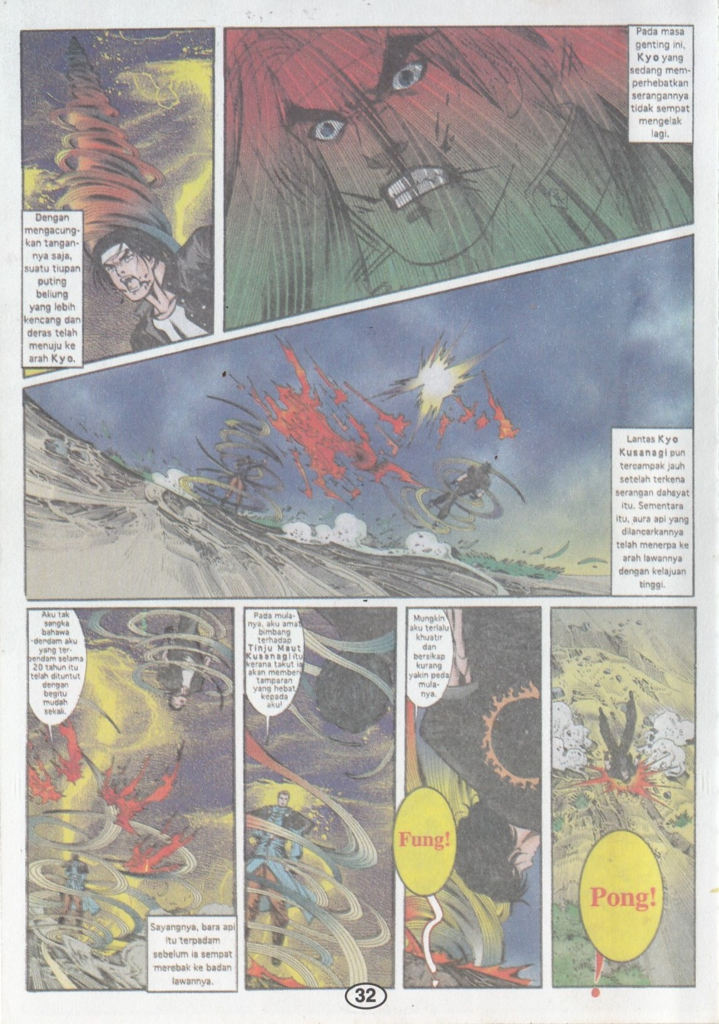 Dengan
mengacung-
kan tangan-
nya saja,
suatu tiupan
puting
beliung
yang lebih
kencang dan
deras telah
menuju ke
arah Kyo.
Pada masa
genting ini,
Kyo yang
sedang mem-
perhebatkan
serangannya
tidak sempat
mengelak
lagi.
Lantas Kyo
Kusanagi pun
tercampak jauh
setelah terkena
serangan dahsyat
itu. Sementara
itu, aura api yang
dilancarkannya
telah menerpa ke
arah lawannya
dengan kelajuan
tinggi.
Aku tak
sangka
bahawa
dendam aku
yang ter-
pendam selama
20 tahun itu
telah dituntut
dengan
begitu
mudah
sekali.
Sayangnya, bara api
itu terpadam
sebelum ia sempat
merebak ke badan
lawannya.
Pada mula-
nya, aku amat
bimbang
terhadap
Tinju Maut
Kusanagi itu
kerana takut ia
akan member
tamparan
yang hebat
kepada
aku!
Mungkin
aku terlalu
khuatir
dan
bersikap
kurang
yakin pada
mula-
nya.
Fung!
Pong!
32